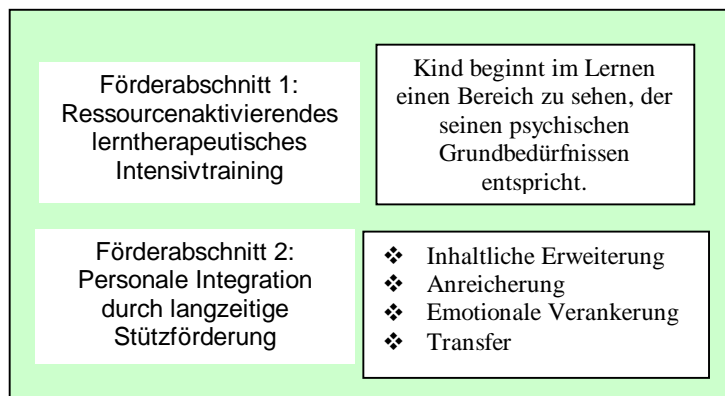 Förderabschnitt 1:
Ressourcenaktivierendes
lerntherapeutisches
Intensivtraining
Kind beginnt im Lernen
einen Bereich zu sehen, der
seinen psychischen
Grundbedürfnissen
entspricht.
Förderabschnitt 2:
Personale Integration
durch langzeitige
Stützförderung
❖ Inhaltliche Erweiterung
❖ Anreicherung
❖ Emotionale Verankerung
❖ Transfer